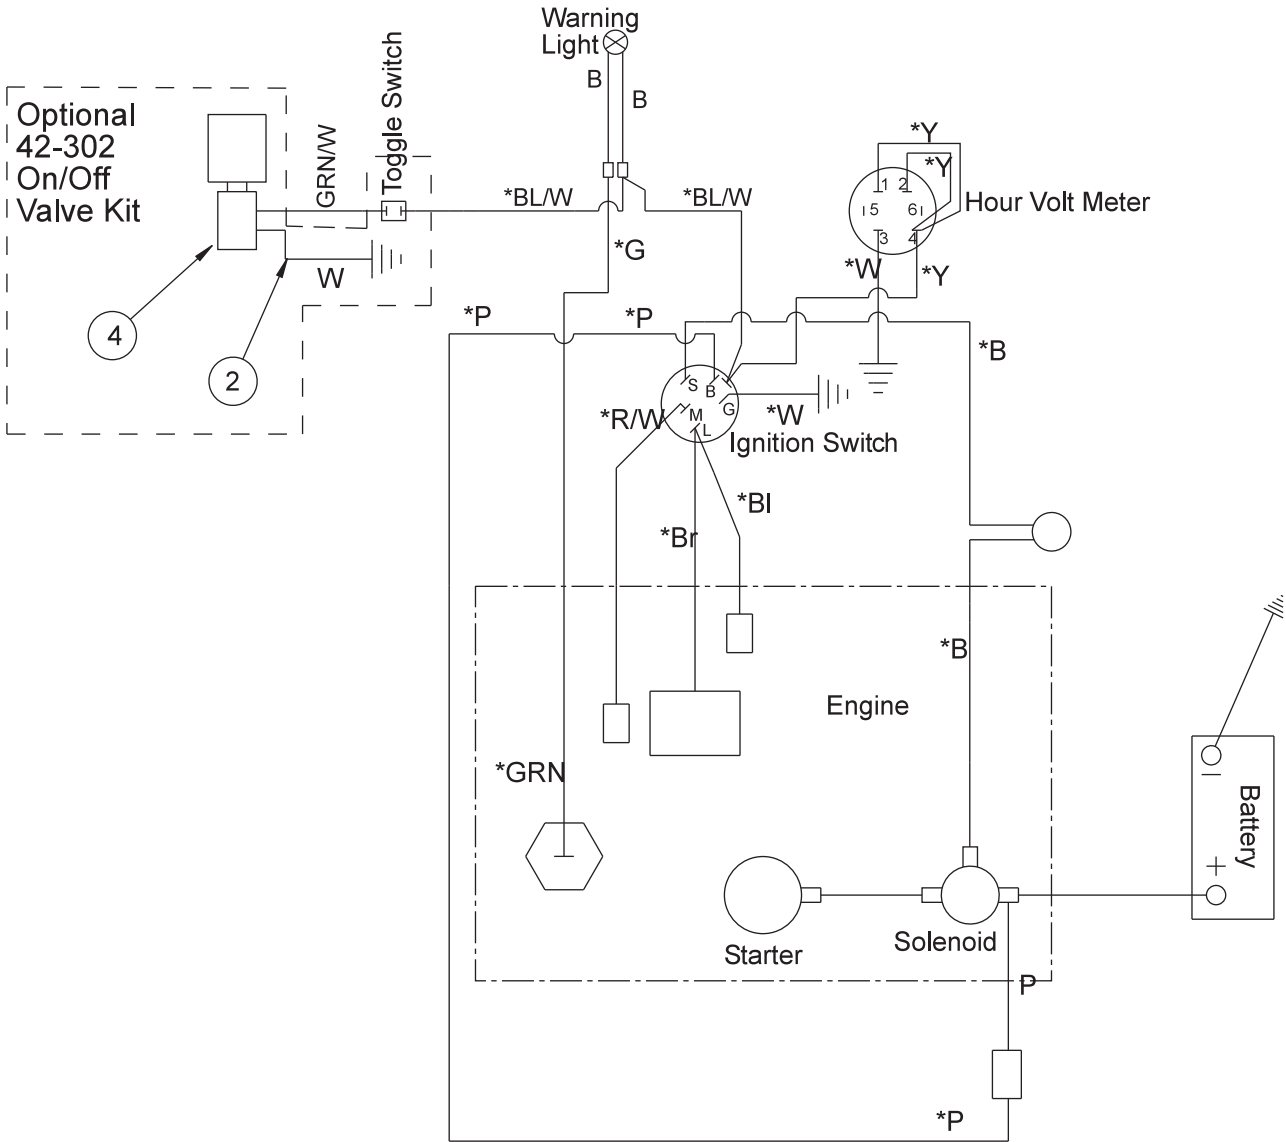 Warning
Light
B
B
Toggle Switch
Optional
42-302
On/Off
Valve Kit
GRN/W
*BL/W
*BL/W
*G
W
4
2
*Y
*Y
1
2
5
6
3
4
Hour Volt Meter
*W
*Y
*P
*P
*B
S
B
G
M
L
*R/W
*W
Ignition Switch
*Bl
*Br
*B
Engine
*GRN
Battery
Starter
Solenoid
P
*P